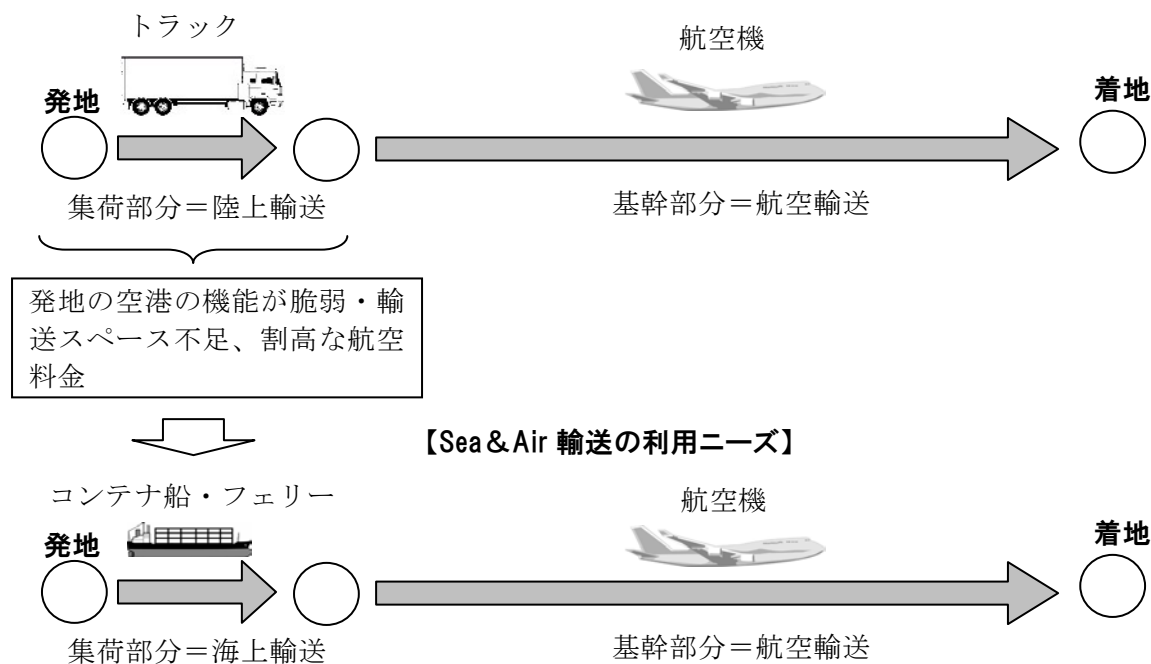 トラック
航空機
発地
着地
集荷部分＝陸上輸送
基幹部分＝航空輸送
発地の空港の機能が脆弱・輸
送スペース不足、割高な航空
料金
【Sea＆Air 輸送の利用ニーズ】
コンテナ船・フェリー
航空機
発地
着地
集荷部分＝海上輸送
基幹部分＝航空輸送